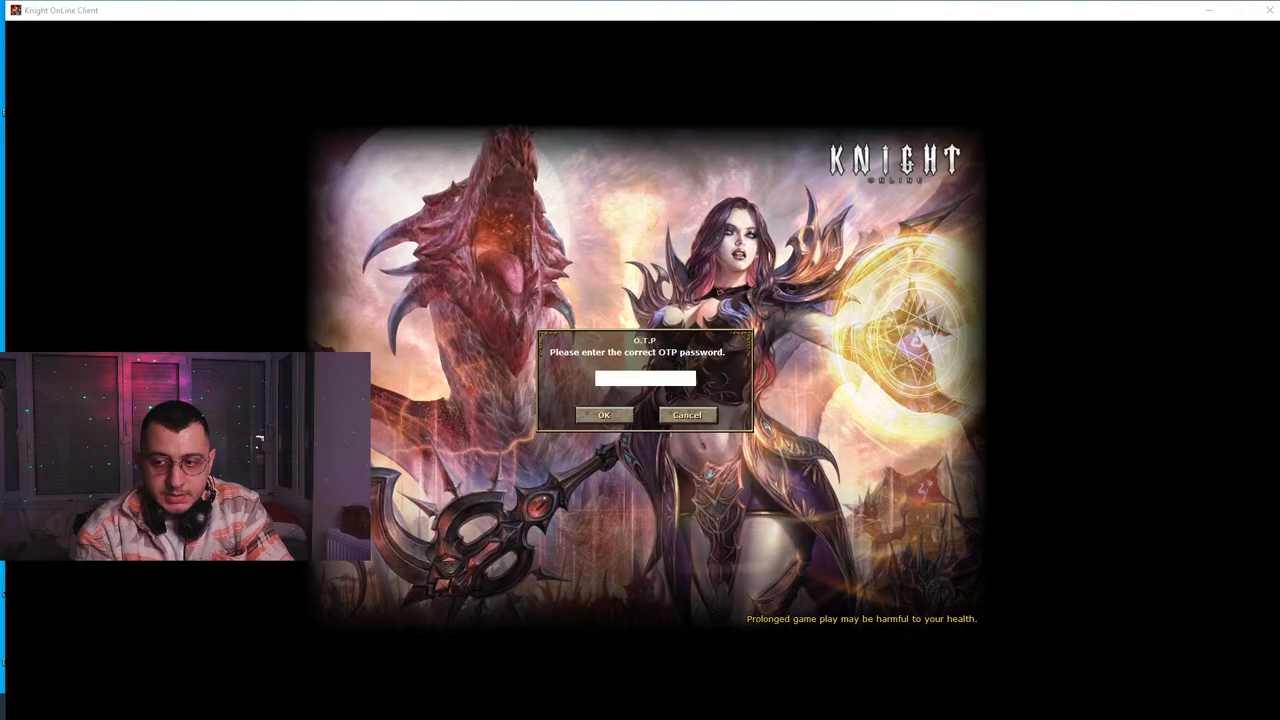 Knight OnLine Client
KNIGHT
ONLINE
O.T.P
Please enter the correct OTP password.
OK
Cancel
Prolonged game play may be harmful to your health.